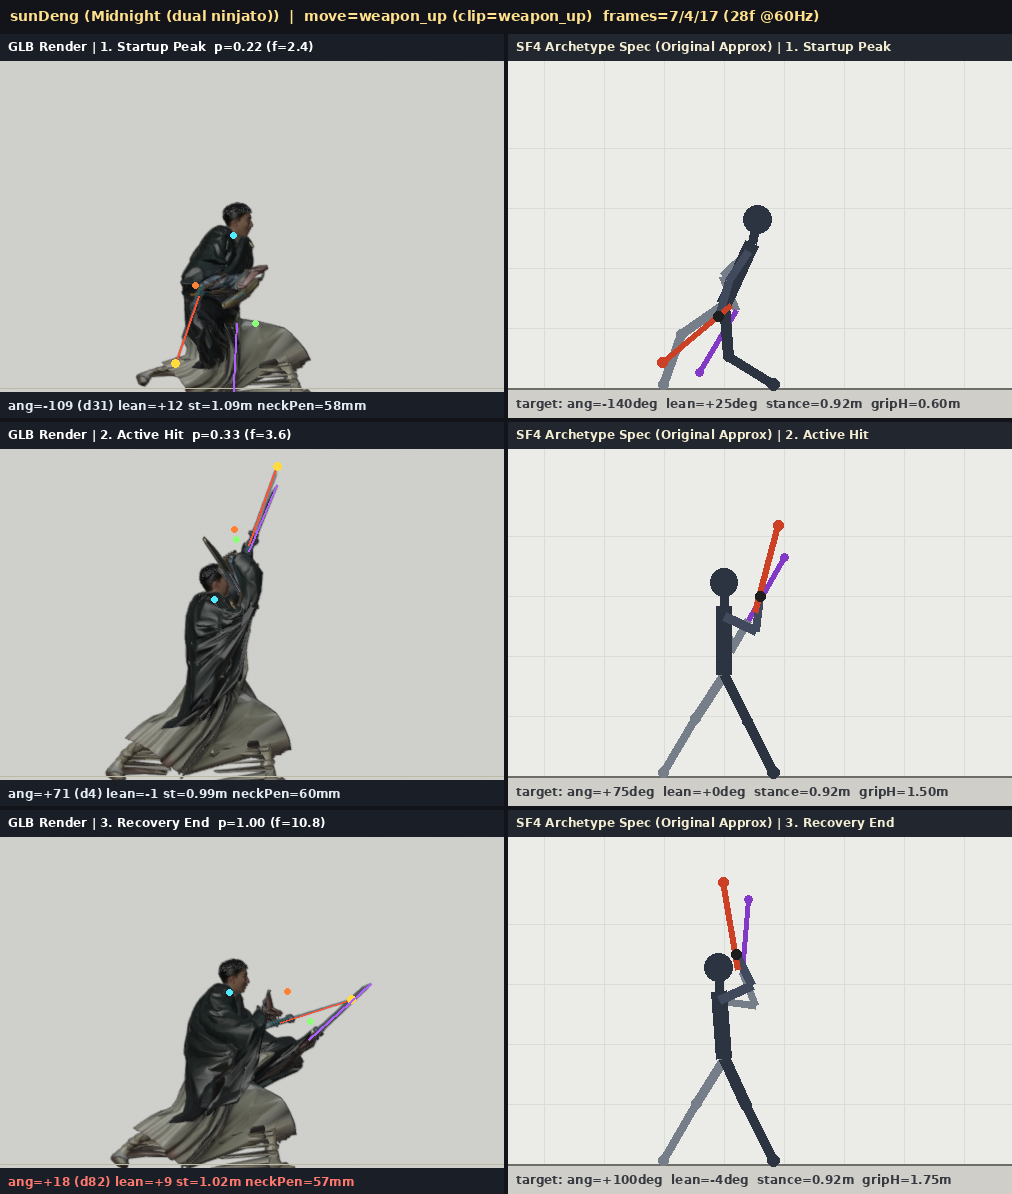 sunDeng (Midnight (dual ninjato)) | move=weapon_up (clip=weapon_up) frames=7/4/17 (28f @60Hz)
GLB Render | 1. Startup Peak p=0.22 (f=2.4)
SF4 Archetype Spec (Original Approx) | 1. Startup Peak
ang=-109 (d31) lean=+12 st=1.09m neckPen=58mm
target: ang=-140deg lean=+25deg stance=0.92m gripH=0.60m
GLB Render | 2. Active Hit p=0.33 (f=3.6)
SF4 Archetype Spec (Original Approx) | 2. Active Hit
ang=+71 (d4) lean=-1 st=0.99m neckPen=60mm
target: ang=+75deg lean=+0deg stance=0.92m gripH=1.50m
GLB Render | 3. Recovery End p=1.00 (f=10.8)
SF4 Archetype Spec (Original Approx) | 3. Recovery End
ang=+18 (d82) lean=+9 st=1.02m neckPen=57mm
target: ang=+100deg lean=-4deg stance=0.92m gripH=1.75m